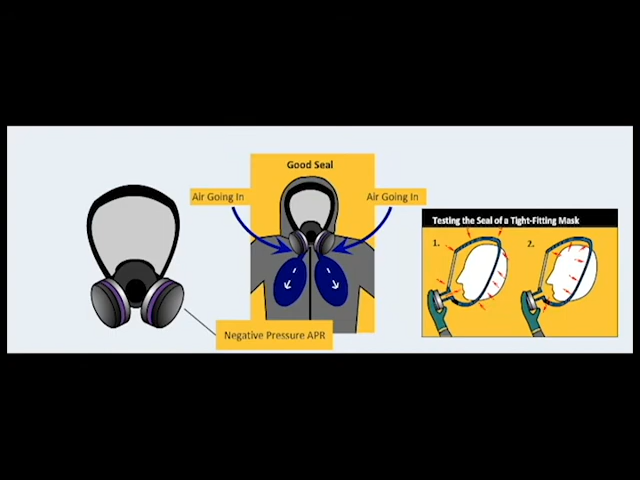 Good Seal
Air Going In
Air Going In
Negative Pressure APR
Testing the Seal of a Tight-Fitting Mask
1.
2.